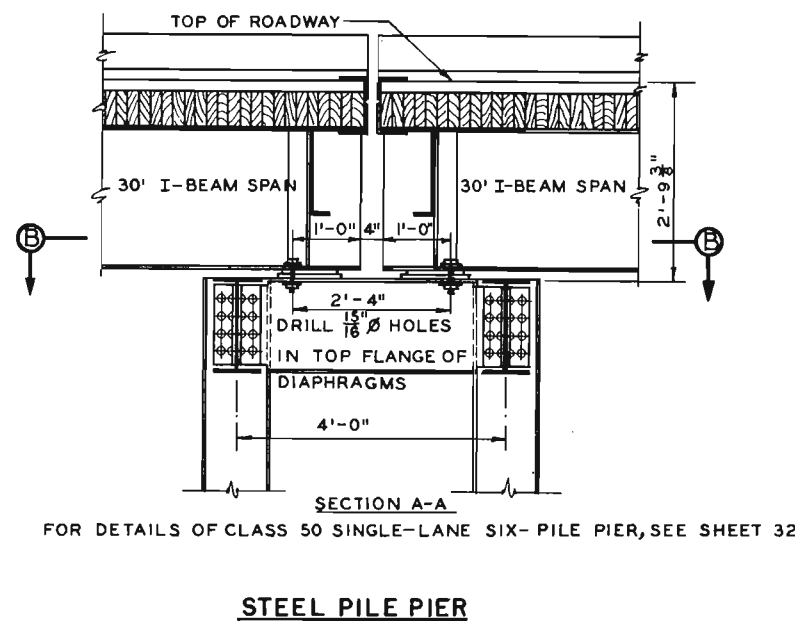 TOP OF ROADWAY
30' I-BEAM SPAN
30' I-BEAM SPAN
2'-9 3/8"
B
B
1'-0" 4" 1'-0"
2'-4"
DRILL 15/16" Ø HOLES
IN TOP FLANGE OF
DIAPHRAGMS
4'-0"
SECTION A-A
FOR DETAILS OF CLASS 50 SINGLE-LANE SIX-PILE PIER, SEE SHEET 32
STEEL PILE PIER